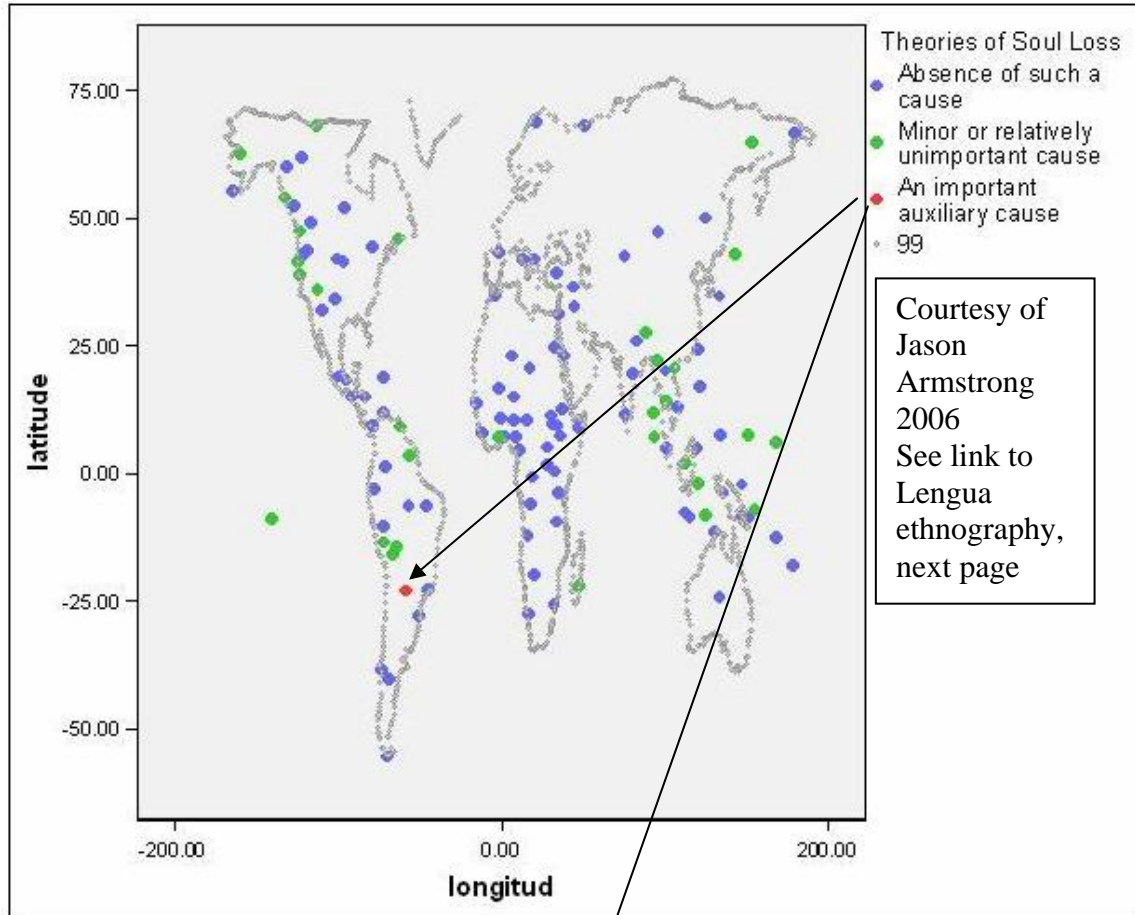 Theories of Soul Loss
Absence of such a
cause
Minor or relatively
unimportant cause
An important
auxiliary cause
99
Courtesy of
Jason
Armstrong
2006
See link to
Lengua
ethnography,
next page
latitude
75.00
50.00
25.00
0.00
-25.00
-50.00
-200.00
0.00
200.00
longitud